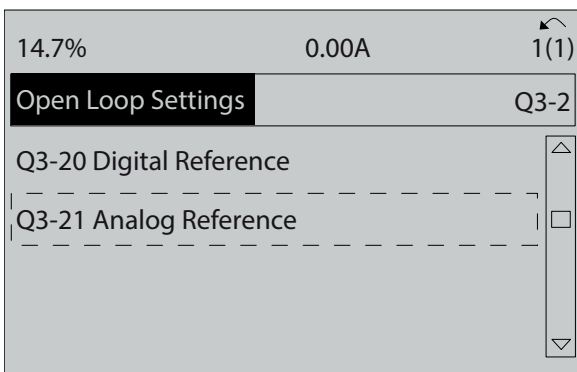 14.7% 0.00A 1(1)
Open Loop Settings Q3-2
Q3-20 Digital Reference
Q3-21 Analog Reference